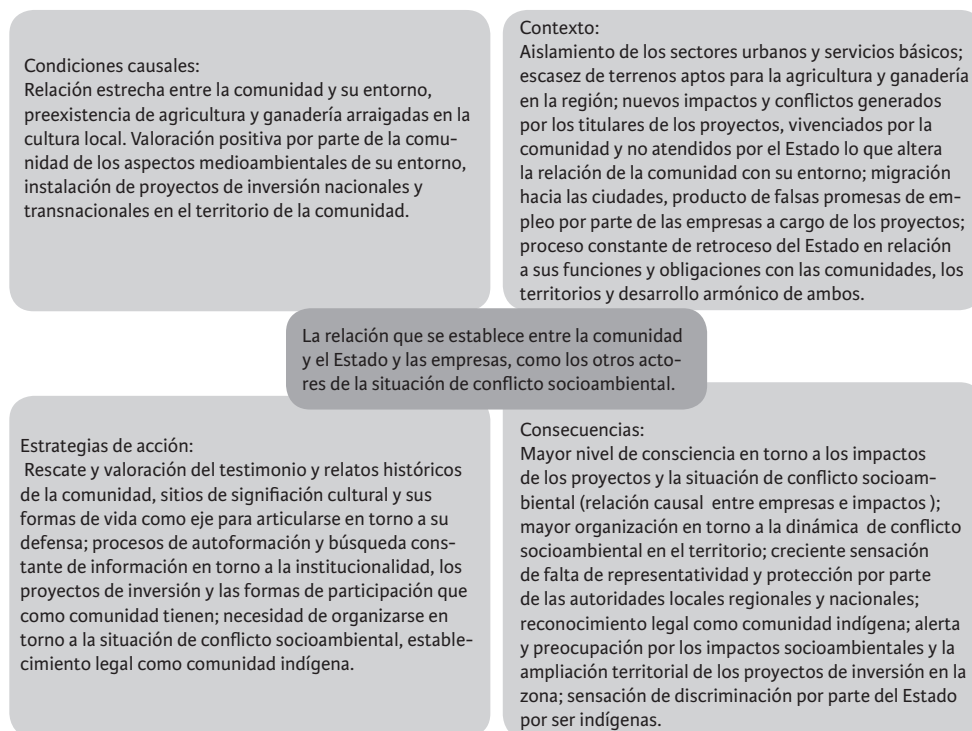 Condiciones causales:
Relación estrecha entre la comunidad y su entorno,
preexistencia de agricultura y ganadería arraigadas en la
cultura local. Valoración positiva por parte de la comu-
nidad de los aspectos medioambientales de su entorno,
instalación de proyectos de inversión nacionales y
transnacionales en el territorio de la comunidad.
Contexto:
Aislamiento de los sectores urbanos y servicios básicos;
escasez de terrenos aptos para la agricultura y ganadería
en la región; nuevos impactos y conflictos generados
por los titulares de los proyectos, vivenciados por la
comunidad y no atendidos por el Estado lo que altera
la relación de la comunidad con su entorno; migración
hacia las ciudades, producto de falsas promesas de em-
pleo por parte de las empresas a cargo de los proyectos;
proceso constante de retroceso del Estado en relación
a sus funciones y obligaciones con las comunidades, los
territorios y desarrollo armónico de ambos.
La relación que se establece entre la comunidad
y el Estado y las empresas, como los otros acto-
res de la situación de conflicto socioambiental.
Estrategias de acción:
Rescate y valoración del testimonio y relatos históricos
de la comunidad, sitios de signifiación cultural y sus
formas de vida como eje para articularse en torno a su
defensa; procesos de autoformación y búsqueda cons-
tante de información en torno a la institucionalidad, los
proyectos de inversión y las formas de participación que
como comunidad tienen; necesidad de organizarse en
torno a la situación de conflicto socioambiental, estable-
cimiento legal como comunidad indígena.
Consecuencias:
Mayor nivel de consciencia en torno a los impactos
de los proyectos y la situación de conflicto socioam-
biental (relación causal entre empresas e impactos );
mayor organización en torno a la dinámica de conflicto
socioambiental en el territorio; creciente sensación
de falta de representatividad y protección por parte
de las autoridades locales regionales y nacionales;
reconocimiento legal como comunidad indígena; alerta
y preocupación por los impactos socioambientales y la
ampliación territorial de los proyectos de inversión en la
zona; sensación de discriminación por parte del Estado
por ser indígenas.